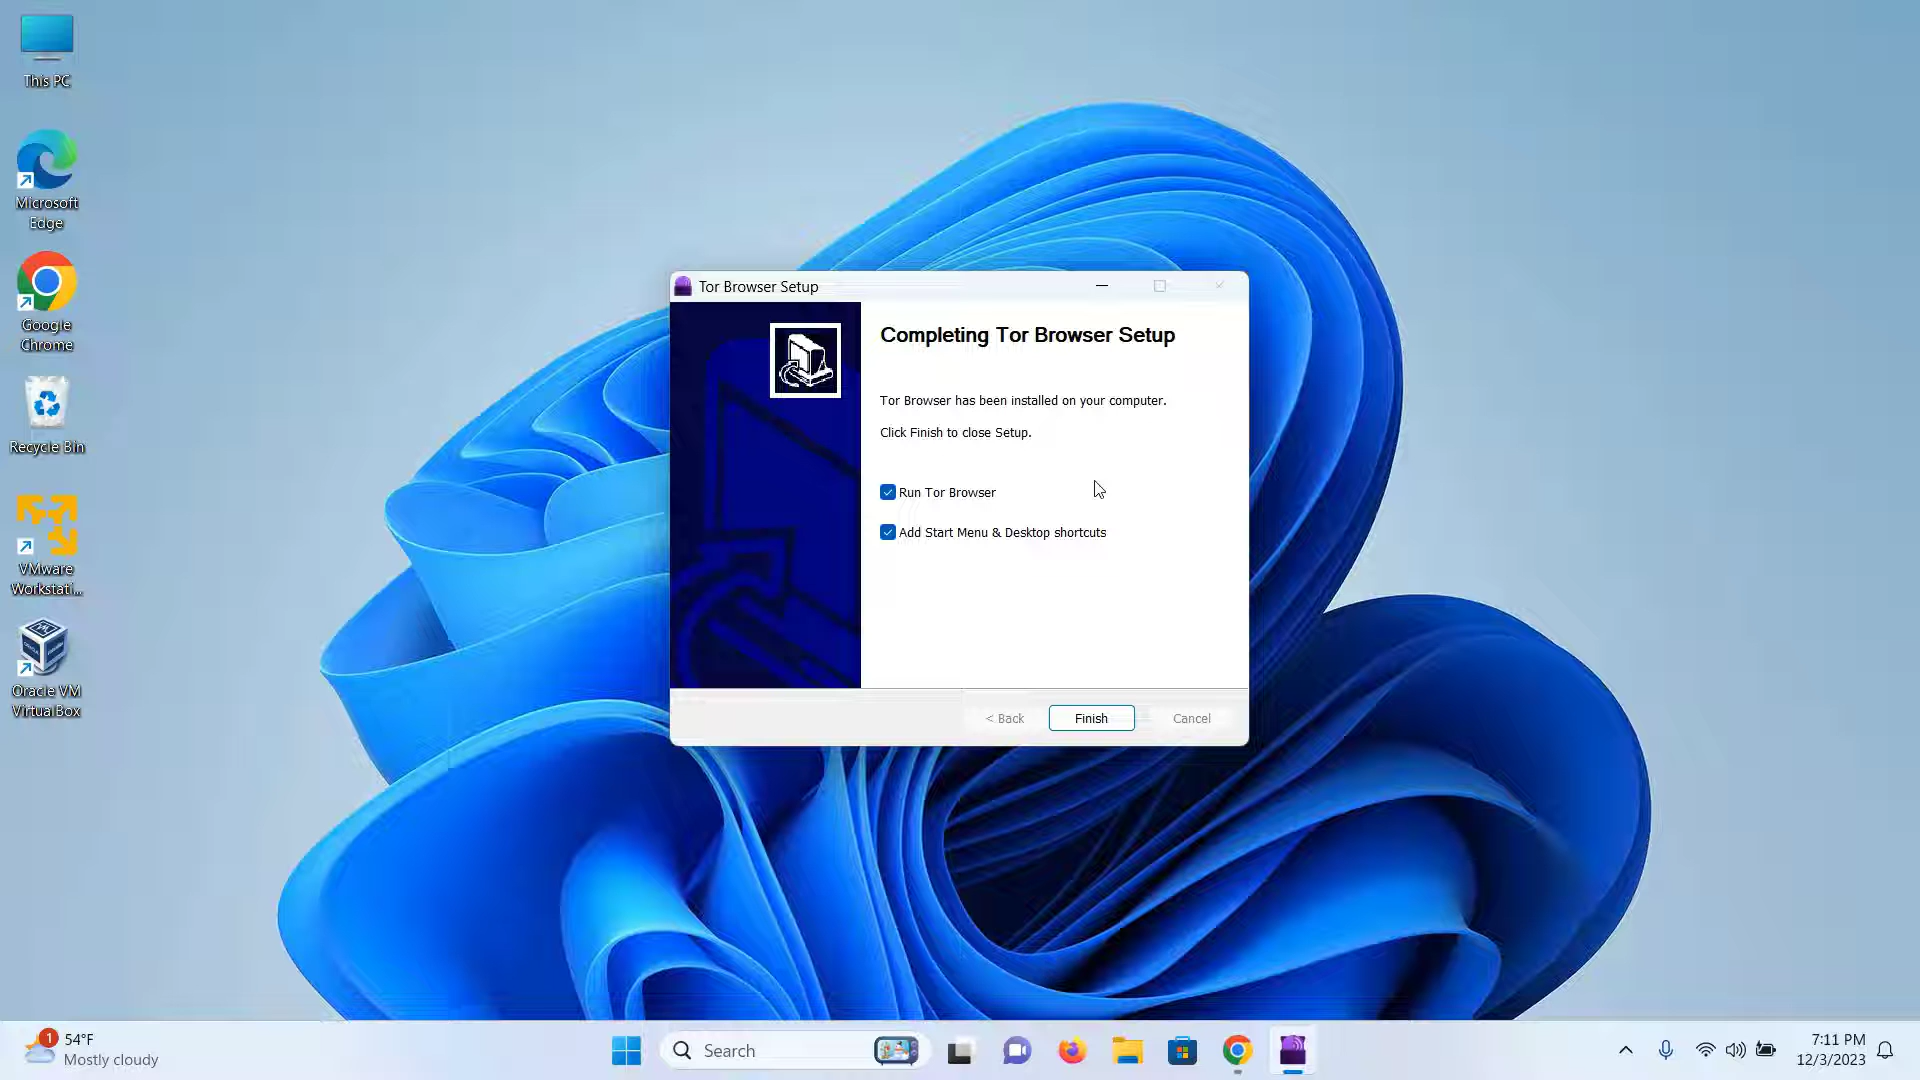 This PC
Microsoft
Edge
Google
Chrome
Recycle Bin
VMware
Workstati...
Oracle VM
VirtualBox
Tor Browser Setup
Completing Tor Browser Setup
Tor Browser has been installed on your computer.
Click Finish to close Setup.
Run Tor Browser
Add Start Menu & Desktop shortcuts
< Back
Finish
Cancel
1
54°F
Mostly cloudy
Search
7:11 PM
12/3/2023